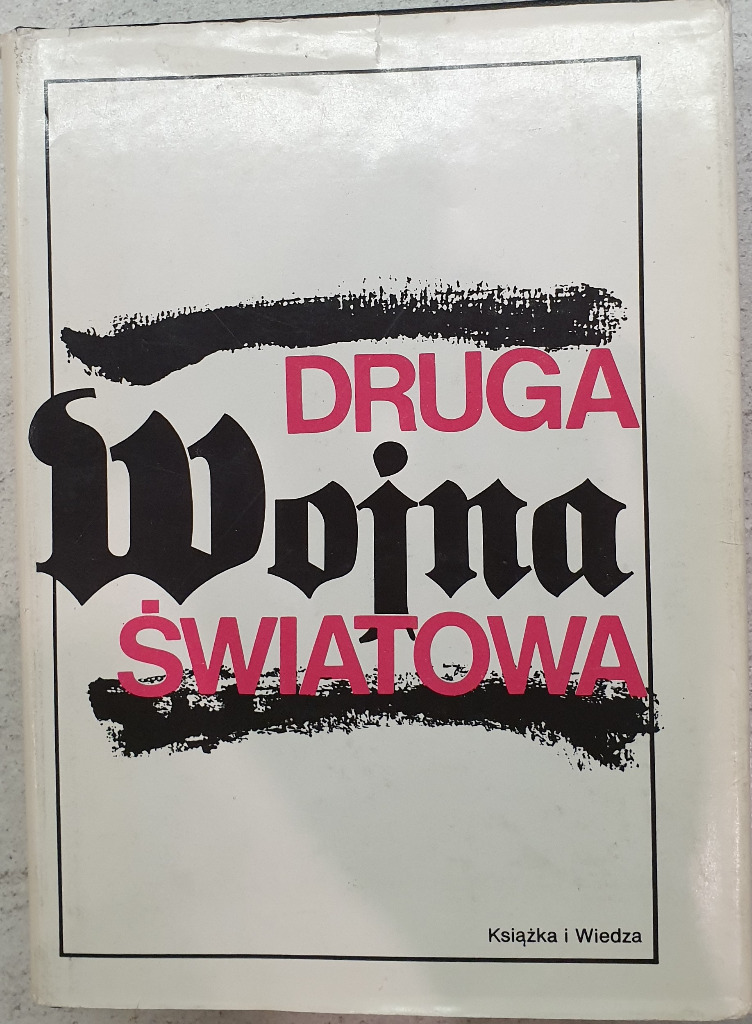 DRUGA
Wojna
ŚWIATOWA
Książka i Wiedza